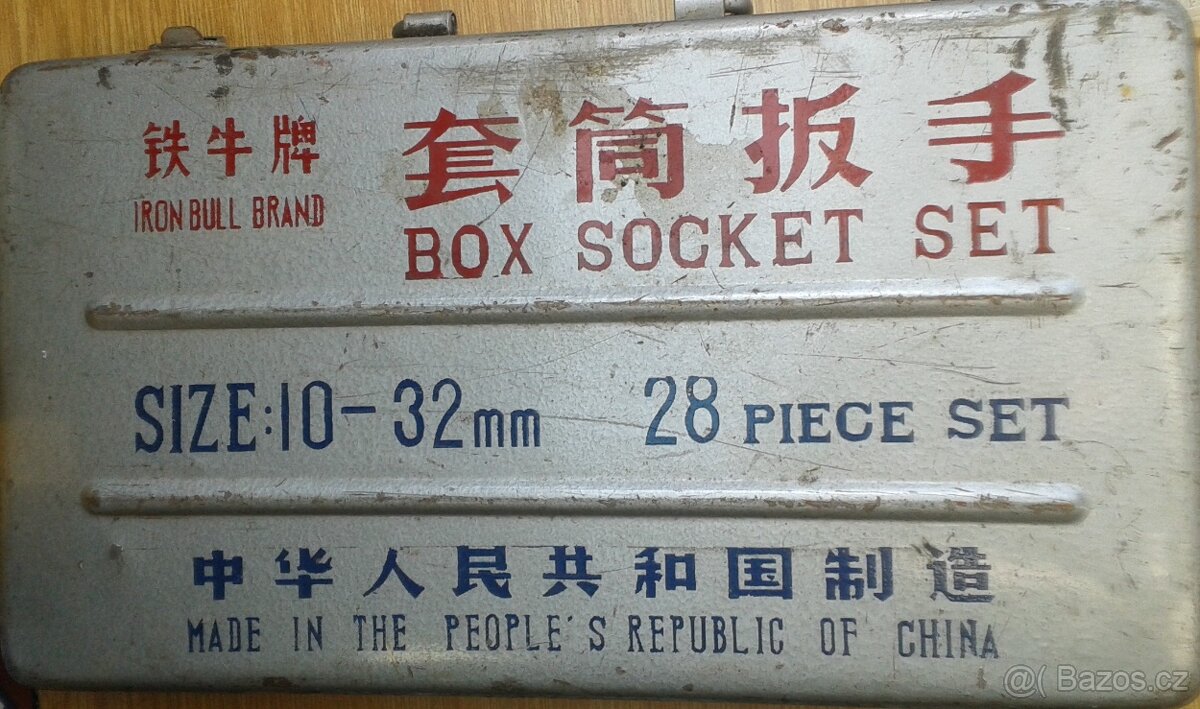 铁牛牌 套筒扳手
IRON BULL BRAND BOX SOCKET SET
SIZE:10-32mm 28 PIECE SET
中华人民共和国制造
MADE IN THE PEOPLE'S REPUBLIC OF CHINA
@( Bazos.cz